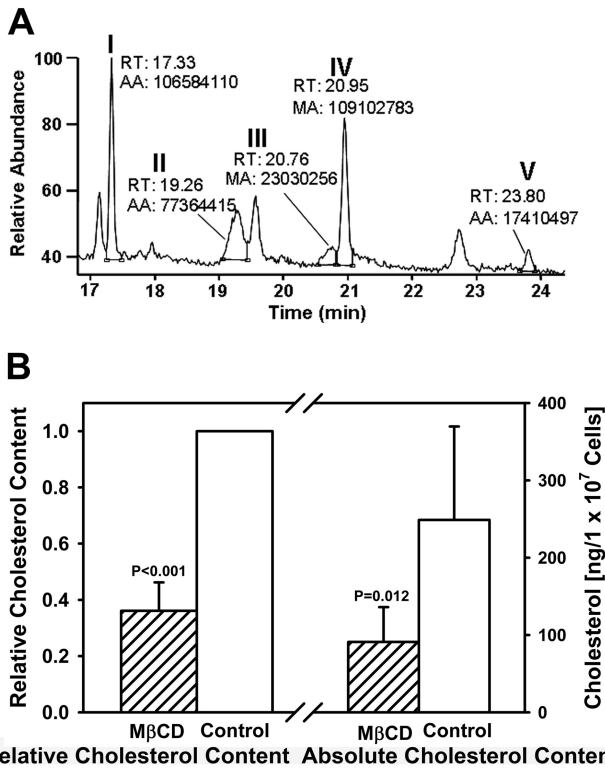 A
I
RT: 17.33
AA: 106584110
IV
RT: 20.95
MA: 109102783
III
RT: 20.76
MA: 23030256
II
RT: 19.26
AA: 77364415
V
RT: 23.80
AA: 17410497
Relative Abundance
100
80
60
40
17 18 19 20 21 22 23 24
Time (min)
B
Relative Cholesterol Content
1.0
0.8
0.6
0.4
0.2
0.0
P<0.001
P=0.012
400
300
200
100
0
Cholesterol [ng/1 x 10⁷ Cells]
MβCD Control MβCD Control
elative Cholesterol Content Absolute Cholesterol Conten